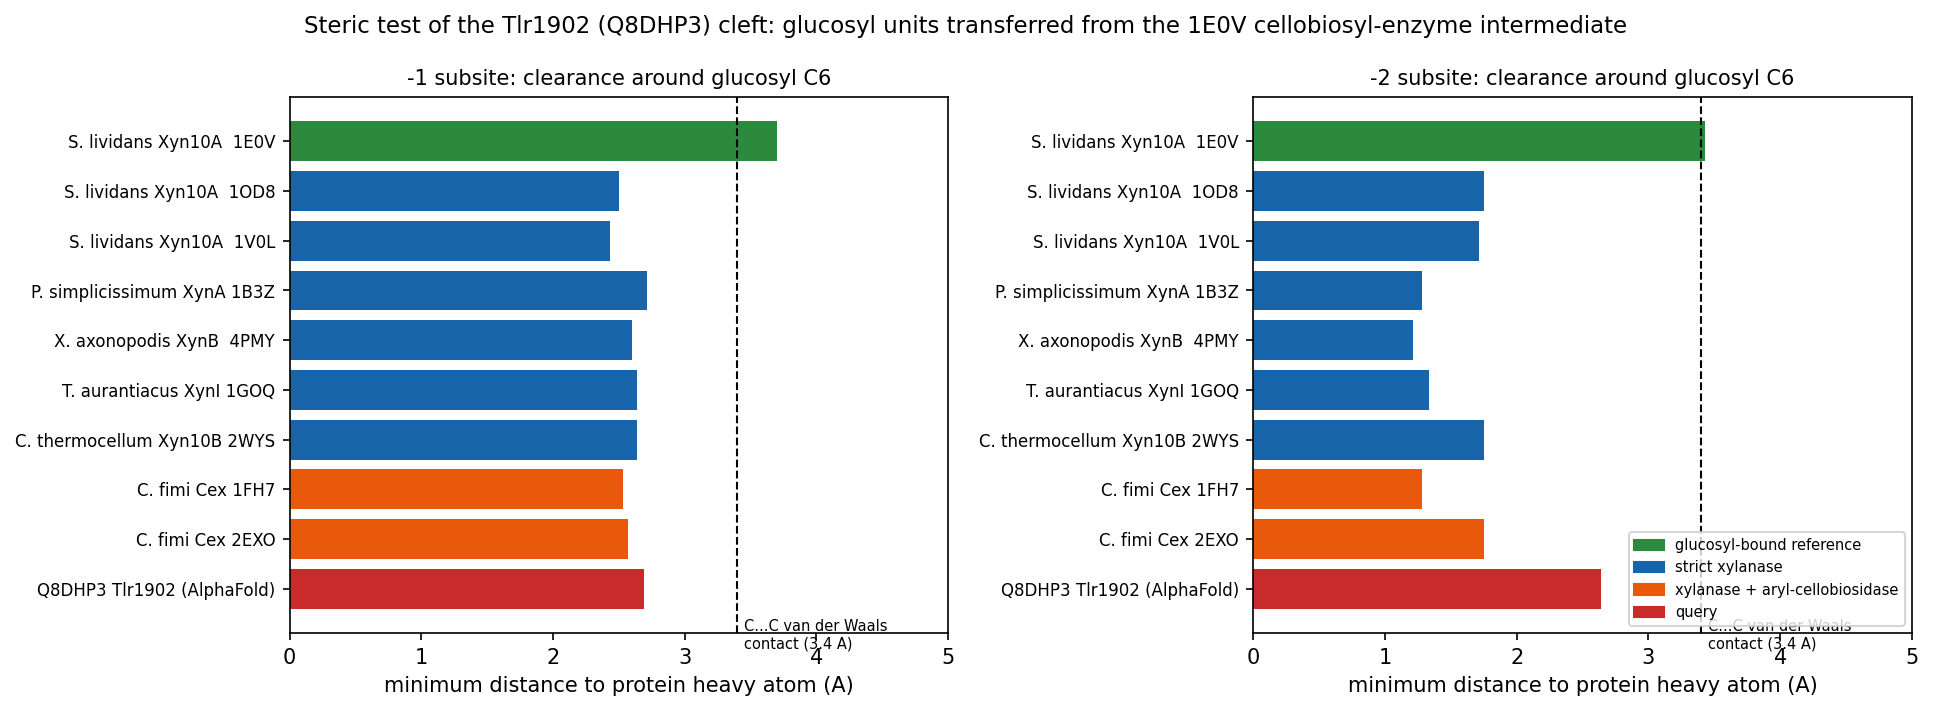 Steric test of the Tlr1902 (Q8DHP3) cleft: glucosyl units transferred from the 1E0V cellobiosyl-enzyme intermediate
-1 subsite: clearance around glucosyl C6
S. lividans Xyn10A  1E0V
S. lividans Xyn10A  1OD8
S. lividans Xyn10A  1V0L
P. simplicissimum XynA 1B3Z
X. axonopodis XynB  4PMY
T. aurantiacus XynI 1GOQ
C. thermocellum Xyn10B 2WYS
C. fimi Cex 1FH7
C. fimi Cex 2EXO
Q8DHP3 Tlr1902 (AlphaFold)
C...C van der Waals
contact (3.4 A)
0 1 2 3 4 5
minimum distance to protein heavy atom (A)
-2 subsite: clearance around glucosyl C6
S. lividans Xyn10A  1E0V
S. lividans Xyn10A  1OD8
S. lividans Xyn10A  1V0L
P. simplicissimum XynA 1B3Z
X. axonopodis XynB  4PMY
T. aurantiacus XynI 1GOQ
C. thermocellum Xyn10B 2WYS
C. fimi Cex 1FH7
C. fimi Cex 2EXO
Q8DHP3 Tlr1902 (AlphaFold)
glucosyl-bound reference
strict xylanase
xylanase + aryl-cellobiosidase
query
C...C van der Waals
contact (3.4 A)
0 1 2 3 4 5
minimum distance to protein heavy atom (A)